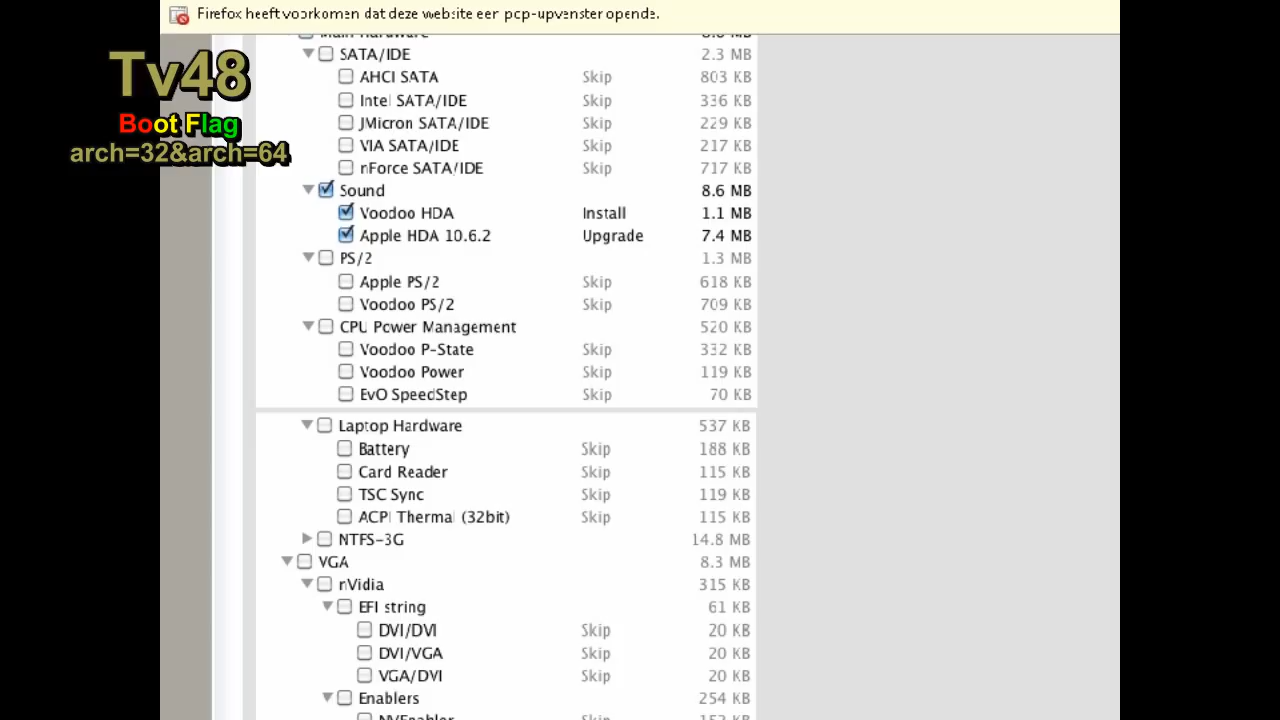 Firefox heeft voorkomen dat deze website een pop-upvenster opende.
Tv48
Boot Flag
arch=32&arch=64
Main Hardware 8.8 MB
SATA/IDE 2.3 MB
AHCI SATA Skip 803 KB
Intel SATA/IDE Skip 336 KB
JMicron SATA/IDE Skip 229 KB
VIA SATA/IDE Skip 217 KB
nForce SATA/IDE Skip 717 KB
Sound 8.6 MB
Voodoo HDA Install 1.1 MB
Apple HDA 10.6.2 Upgrade 7.4 MB
PS/2 1.3 MB
Apple PS/2 Skip 618 KB
Voodoo PS/2 Skip 709 KB
CPU Power Management 520 KB
Voodoo P-State Skip 332 KB
Voodoo Power Skip 119 KB
EvO SpeedStep Skip 70 KB
Laptop Hardware 537 KB
Battery Skip 188 KB
Card Reader Skip 115 KB
TSC Sync Skip 119 KB
ACPI Thermal (32bit) Skip 115 KB
NTFS-3G 14.8 MB
VGA 8.3 MB
nVidia 315 KB
EFI string 61 KB
DVI/DVI Skip 20 KB
DVI/VGA Skip 20 KB
VGA/DVI Skip 20 KB
Enablers 254 KB
NVEnabler Skip KB